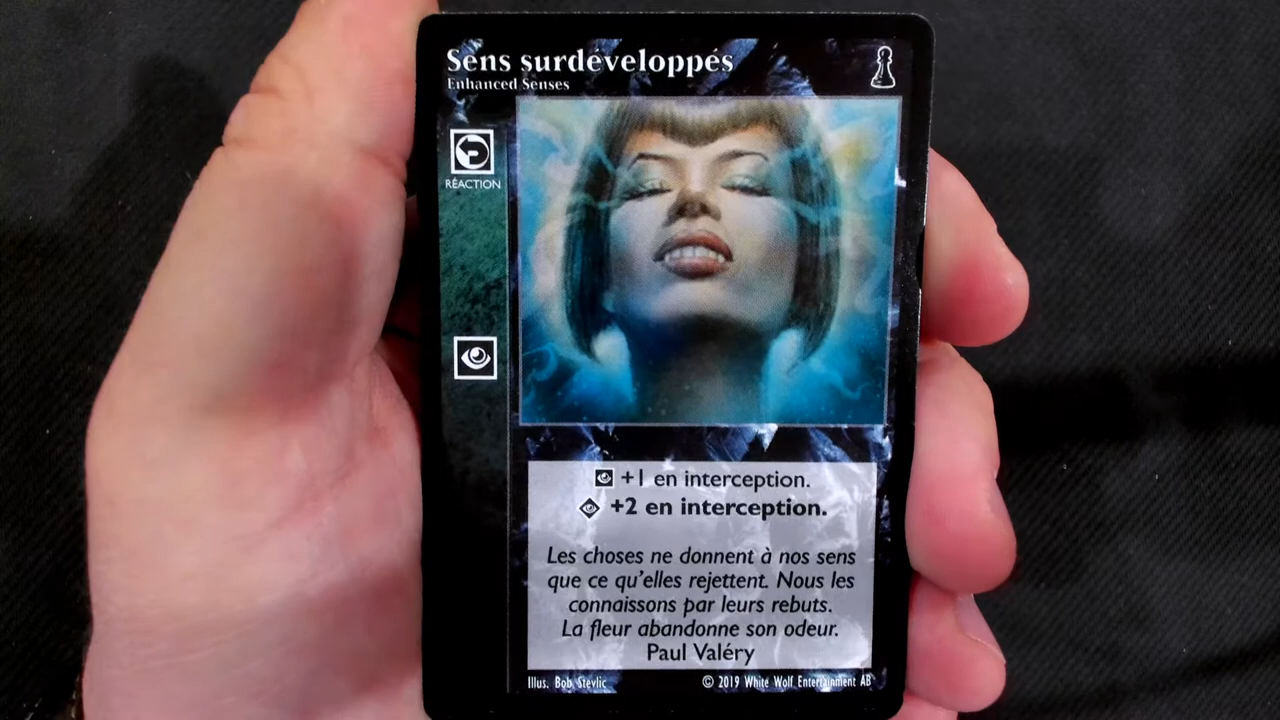 Sens surdéveloppés
Enhanced Senses
RÉACTION
+1 en interception.
+2 en interception.
Les choses ne donnent à nos sens
que ce qu'elles rejettent. Nous les
connaissons par leurs rebuts.
La fleur abandonne son odeur.
Paul Valéry
Illus. Bob Stevlic
© 2019 White Wolf Entertainment AB